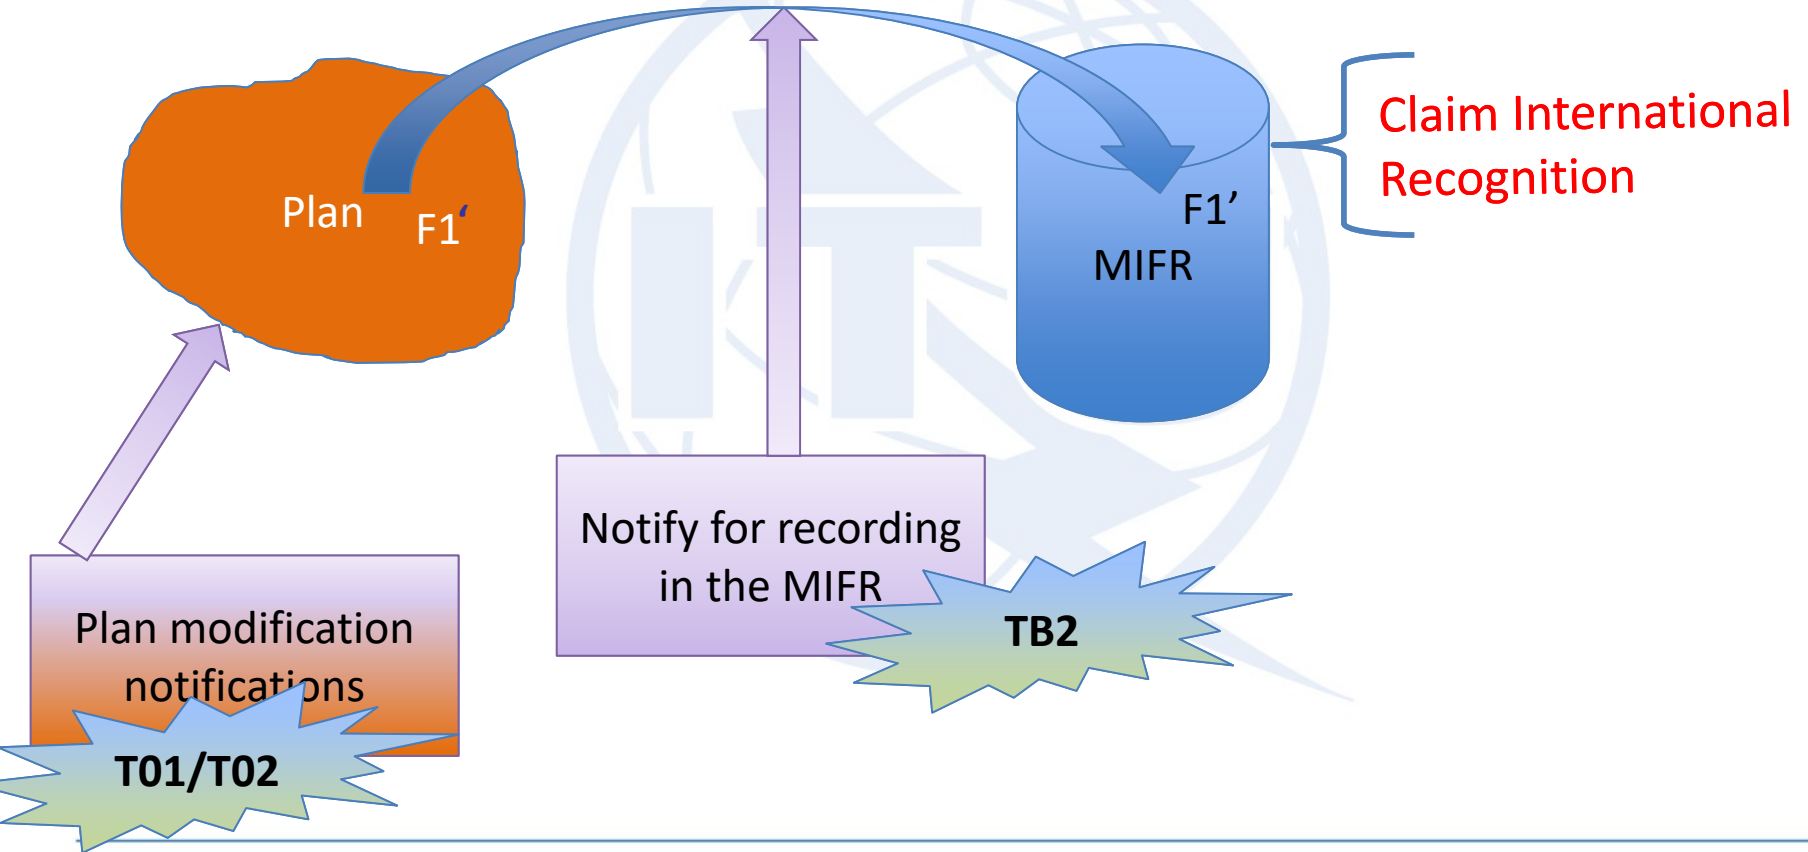 Plan F1‘
F1’
MIFR
Claim International
Recognition
Notify for recording
in the MIFR
TB2
Plan modification
notifications
T01/T02
IT